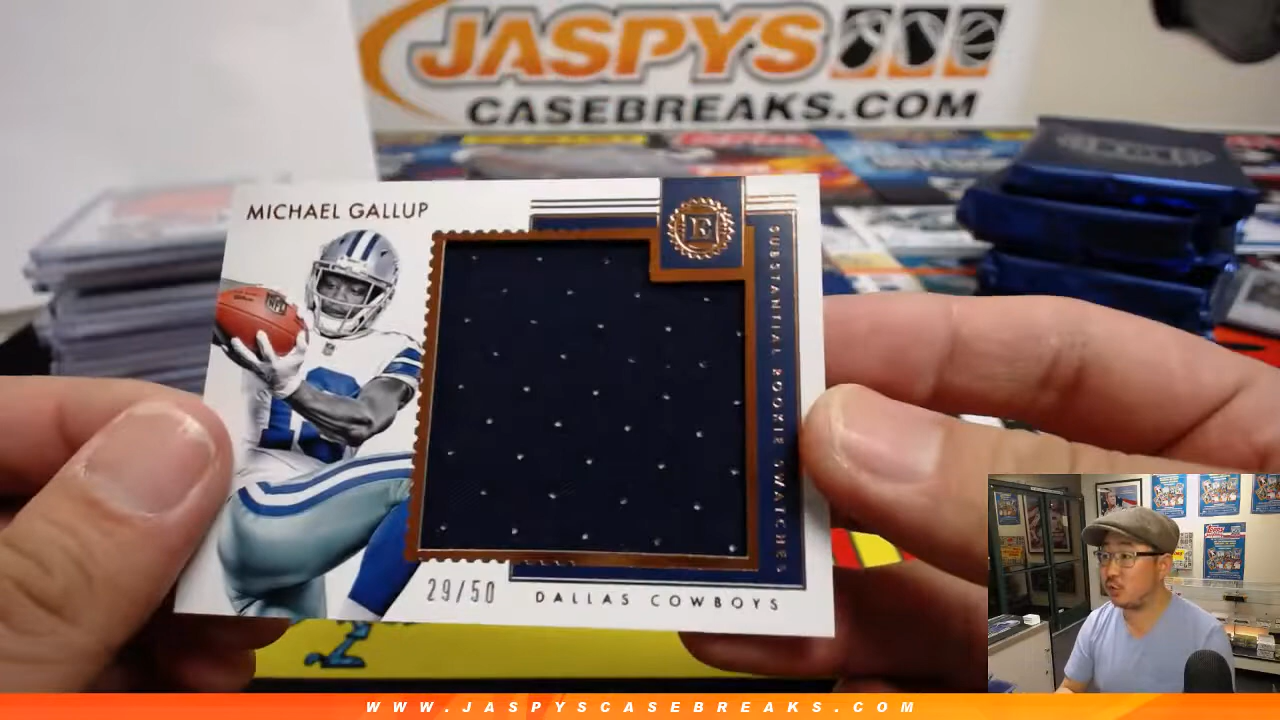 JASPYS
CASEBREAKS.COM
MICHAEL GALLUP
E
SUBSTANTIAL ROOKIE SWATCHES
29/50
DALLAS COWBOYS
WWW.JASPYSCASEBREAKS.COM